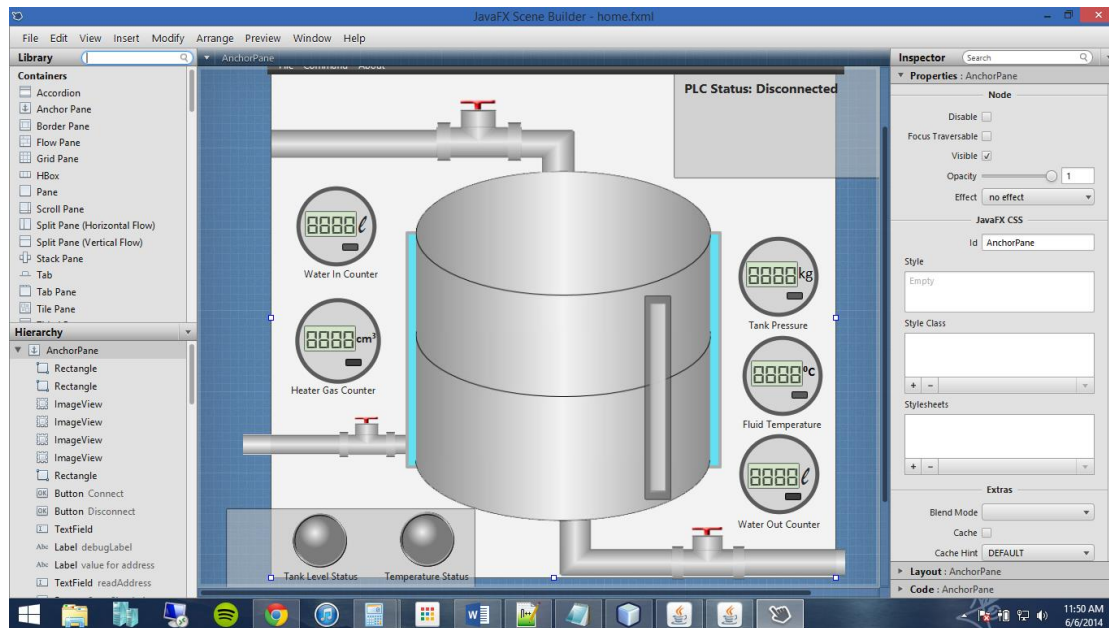 JavaFX Scene Builder - home.fxml
File Edit View Insert Modify Arrange Preview Window Help
Library
AnchorPane
Inspector
Search
Containers
Accordion
Anchor Pane
Border Pane
Flow Pane
Grid Pane
HBox
Pane
Scroll Pane
Split Pane (Horizontal Flow)
Split Pane (Vertical Flow)
Stack Pane
Tab
Tab Pane
Tile Pane
Hierarchy
AnchorPane
Rectangle
Rectangle
ImageView
ImageView
ImageView
ImageView
Rectangle
OK Button Connect
OK Button Disconnect
TextField
Abc Label debugLabel
Abc Label value for address
TextField readAddress
File Command About
PLC Status: Disconnected
8888 l
Water In Counter
8888 cm³
Heater Gas Counter
8888 kg
Tank Pressure
8888 ºC
Fluid Temperature
8888 l
Water Out Counter
Tank Level Status
Temperature Status
Properties : AnchorPane
Node
Disable
Focus Traversable
Visible
Opacity
1
Effect
no effect
JavaFX CSS
Id
AnchorPane
Style
Empty
Style Class
+ -
Stylesheets
+ -
Extras
Blend Mode
Cache
Cache Hint
DEFAULT
Layout : AnchorPane
Code : AnchorPane
11:50 AM
6/6/2014